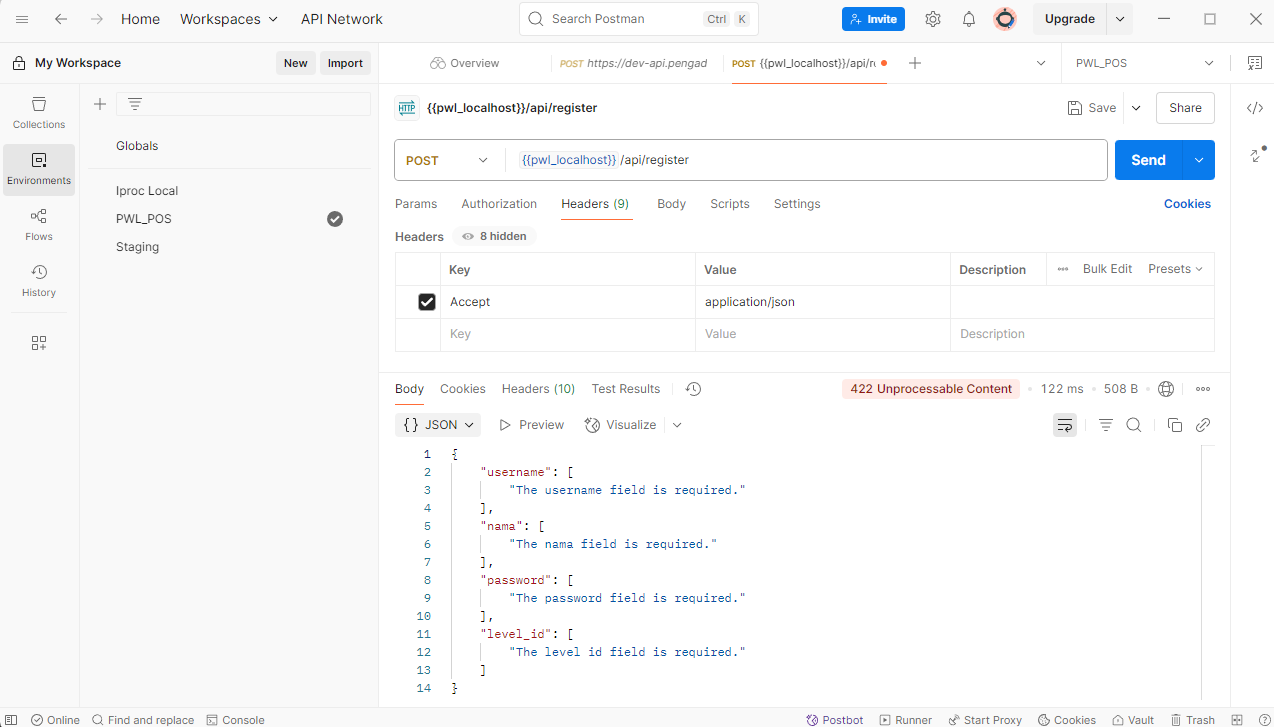 Home Workspaces API Network Search Postman Ctrl K Invite Upgrade
My Workspace New Import Overview POST https://dev-api.pengad POST {{pwl_localhost}}/api/r PWL_POS
Collections
Environments
Flows
History
Globals
Iproc Local
PWL_POS
Staging
HTTP {{pwl_localhost}}/api/register Save Share
POST {{pwl_localhost}} /api/register Send
Params Authorization Headers (9) Body Scripts Settings Cookies
Headers 8 hidden
Key Value Description Bulk Edit Presets
Accept application/json
Key Value Description
Body Cookies Headers (10) Test Results 422 Unprocessable Content 122 ms 508 B
{} JSON Preview Visualize
1 {
2 "username": [
3 "The username field is required."
4 ],
5 "nama": [
6 "The nama field is required."
7 ],
8 "password": [
9 "The password field is required."
10 ],
11 "level_id": [
12 "The level id field is required."
13 ]
14 }
Online Find and replace Console Postbot Runner Start Proxy Cookies Vault Trash